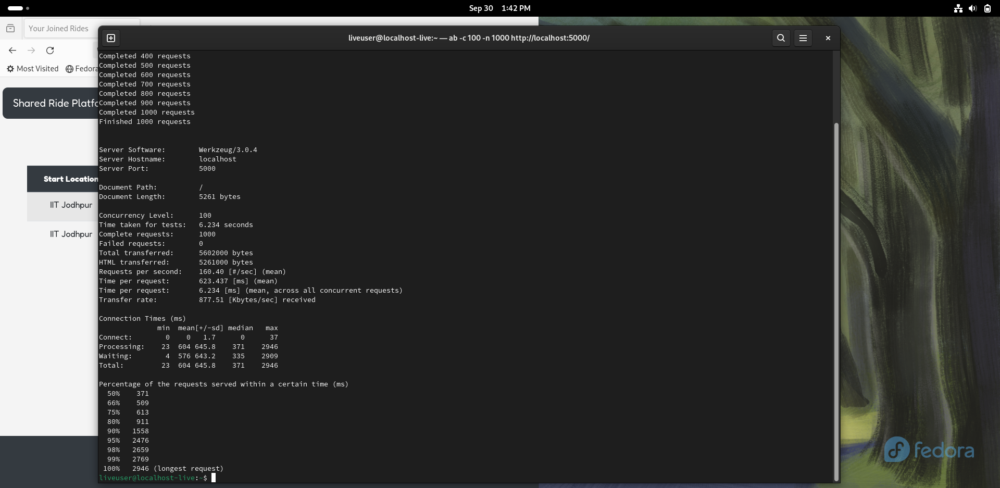 Sep 30 1:42 PM
Your Joined Rides
liveuser@localhost-live:~ — ab -c 100 -n 1000 http://localhost:5000/
Most Visited Fedora
Shared Ride Platfo
Start Location
IIT Jodhpur
IIT Jodhpur
Completed 400 requests
Completed 500 requests
Completed 600 requests
Completed 700 requests
Completed 800 requests
Completed 900 requests
Completed 1000 requests
Finished 1000 requests
Server Software:        Werkzeug/3.0.4
Server Hostname:        localhost
Server Port:            5000
Document Path:          /
Document Length:        5261 bytes
Concurrency Level:      100
Time taken for tests:   6.234 seconds
Complete requests:      1000
Failed requests:        0
Total transferred:      5602000 bytes
HTML transferred:       5261000 bytes
Requests per second:    160.40 [#/sec] (mean)
Time per request:       623.437 [ms] (mean)
Time per request:       6.234 [ms] (mean, across all concurrent requests)
Transfer rate:          877.51 [Kbytes/sec] received
Connection Times (ms)
              min  mean[+/-sd] median   max
Connect:        0    0   1.7      0      37
Processing:    23  604 645.8    371    2946
Waiting:        4  576 643.2    335    2909
Total:         23  604 645.8    371    2946
Percentage of the requests served within a certain time (ms)
  50%    371
  66%    509
  75%    613
  80%    911
  90%   1558
  95%   2476
  98%   2659
  99%   2769
 100%   2946 (longest request)
liveuser@localhost-live:~$
fedora